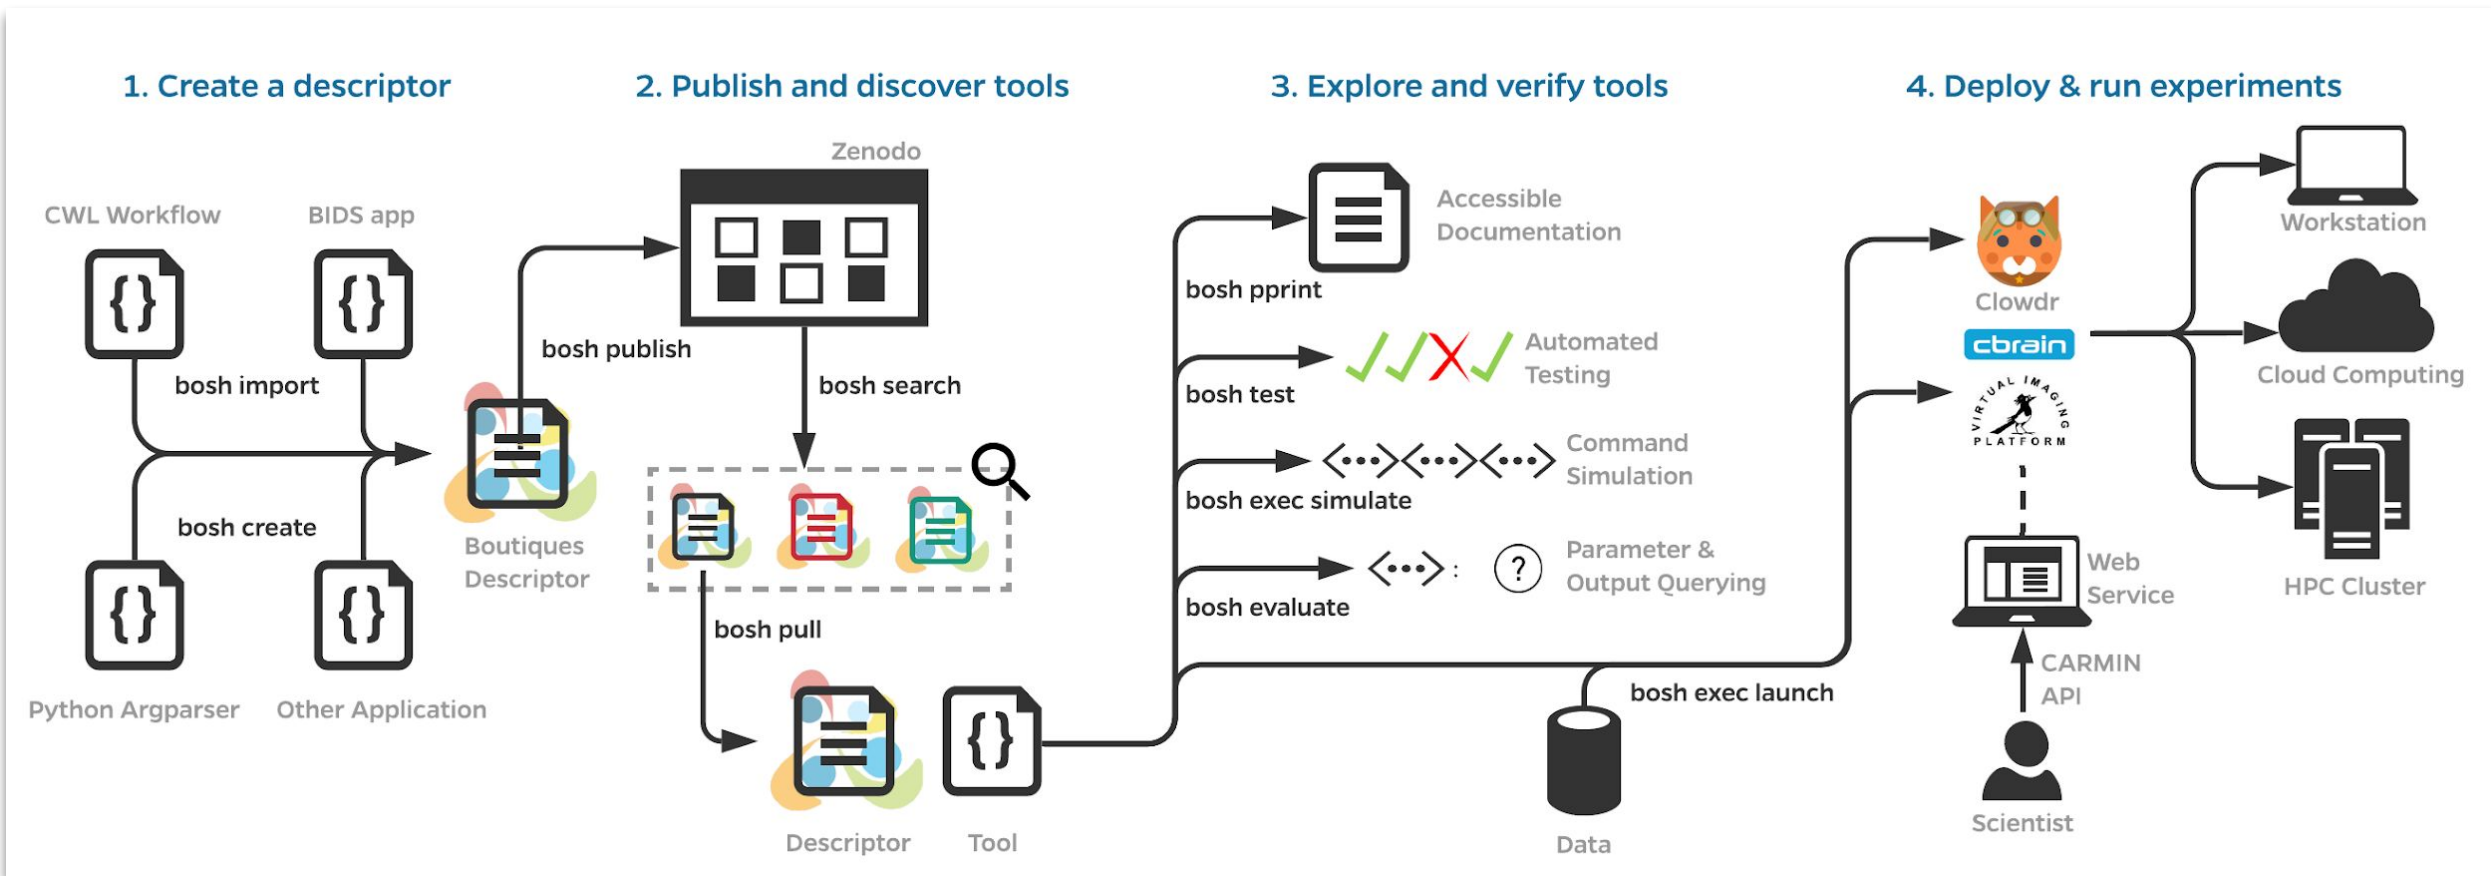 1. Create a descriptor
CWL Workflow
BIDS app
{}
{}
bosh import
bosh create
{}
{}
Python Argparser
Other Application
Boutiques
Descriptor
2. Publish and discover tools
Zenodo
bosh publish
bosh search
bosh pull
{}
Descriptor
Tool
3. Explore and verify tools
Accessible
Documentation
bosh pprint
Automated
Testing
bosh test
Command
Simulation
bosh exec simulate
?
Parameter &
Output Querying
bosh evaluate
bosh exec launch
Data
4. Deploy & run experiments
Clowdr
cbrain
VIRTUAL IMAGING
PLATFORM
Web
Service
CARMIN
API
Scientist
Workstation
Cloud Computing
HPC Cluster